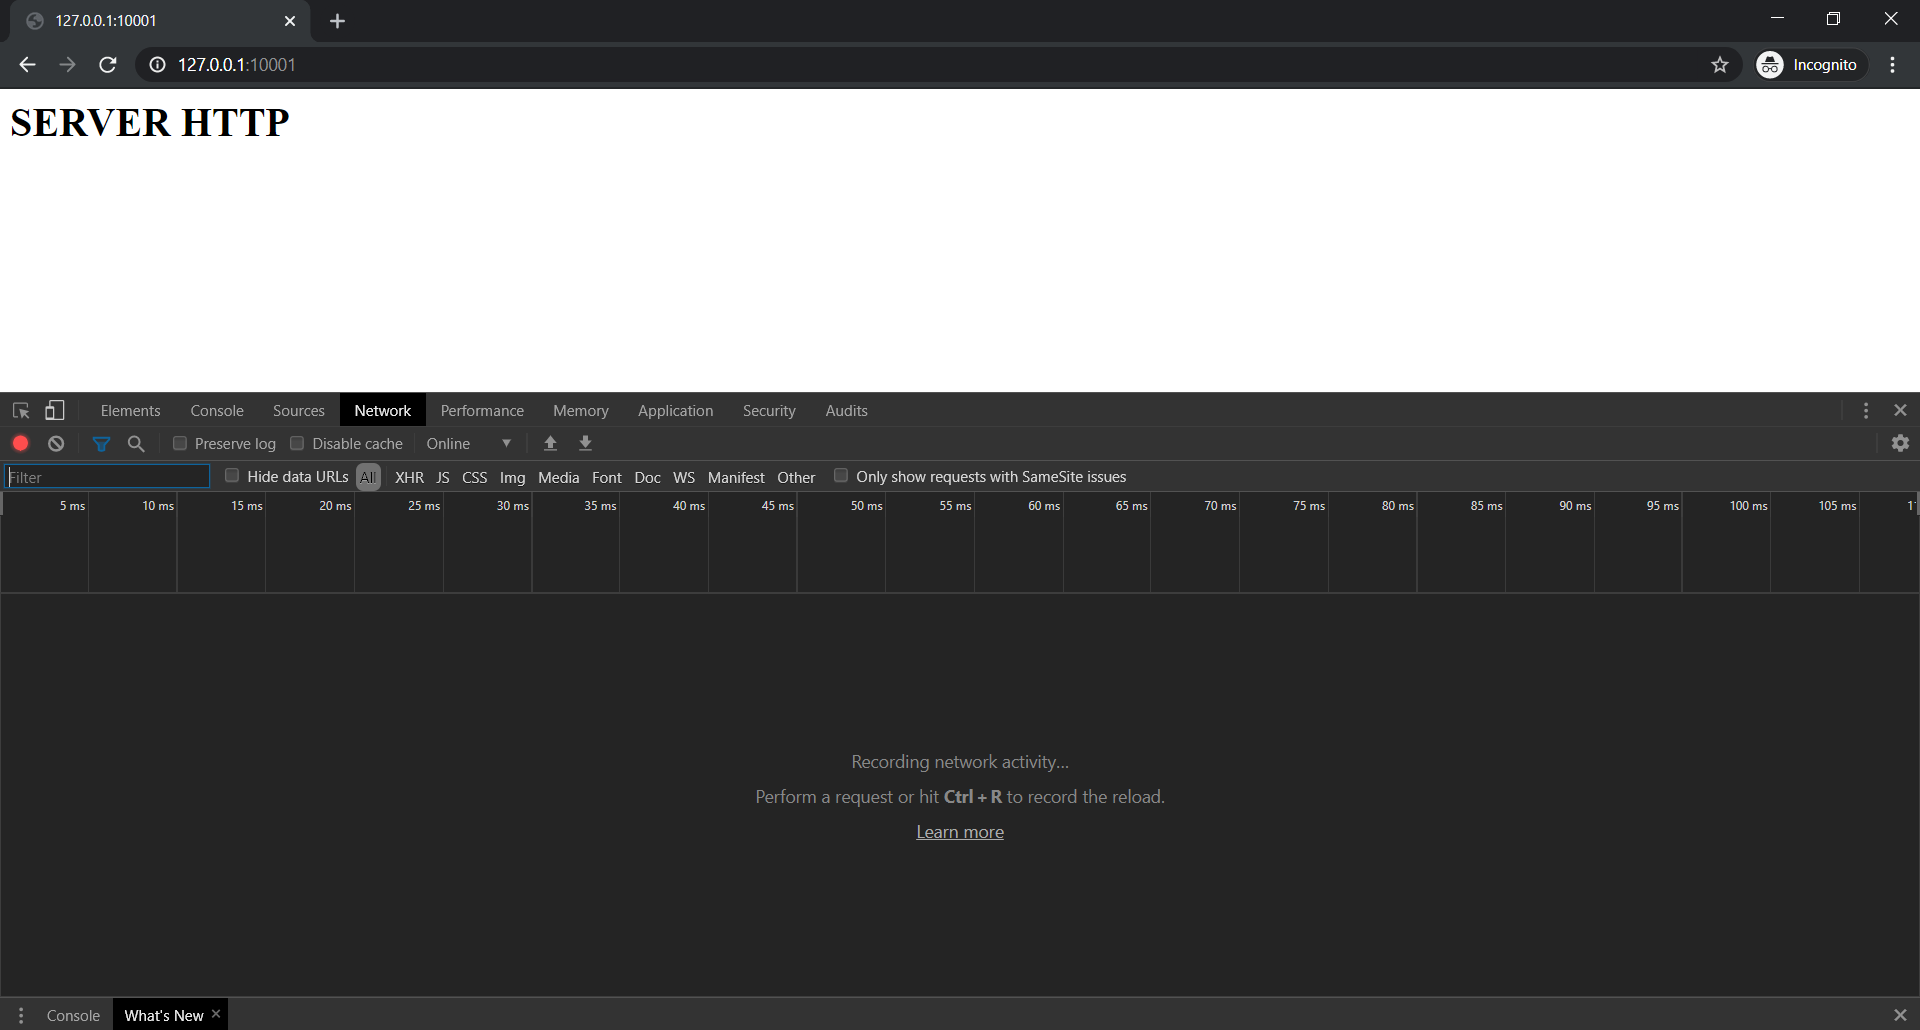 127.0.0.1:10001
127.0.0.1:10001
Incognito
SERVER HTTP
Elements Console Sources Network Performance Memory Application Security Audits
Preserve log Disable cache Online
Filter Hide data URLs All XHR JS CSS Img Media Font Doc WS Manifest Other Only show requests with SameSite issues
5 ms 10 ms 15 ms 20 ms 25 ms 30 ms 35 ms 40 ms 45 ms 50 ms 55 ms 60 ms 65 ms 70 ms 75 ms 80 ms 85 ms 90 ms 95 ms 100 ms 105 ms
Recording network activity...
Perform a request or hit Ctrl + R to record the reload.
Learn more
Console What's New